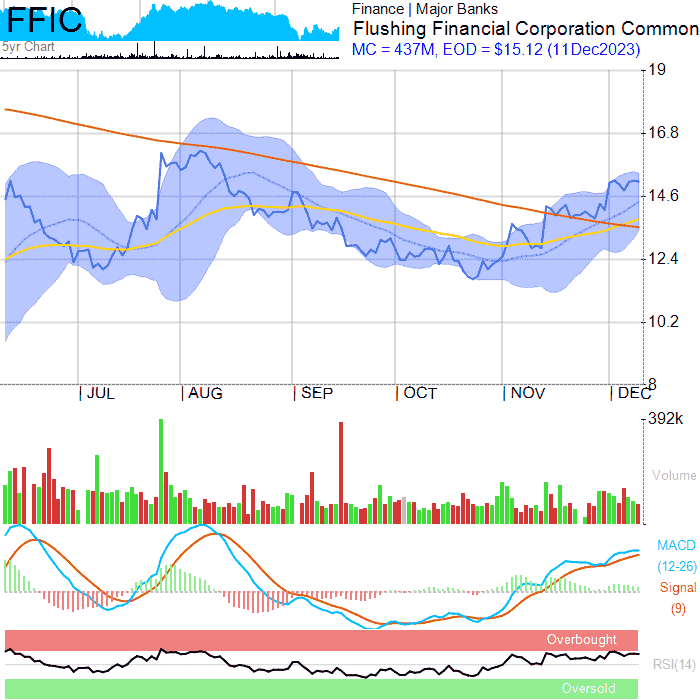 FFIC
5yr Chart
Finance | Major Banks
Flushing Financial Corporation Common
MC = 437M, EOD = $15.12 (11Dec2023)
19
16.8
14.6
12.4
10.2
8
JUL
AUG
SEP
OCT
NOV
DEC
392k
Volume
MACD
(12-26)
Signal
(9)
Overbought
RSI(14)
Oversold